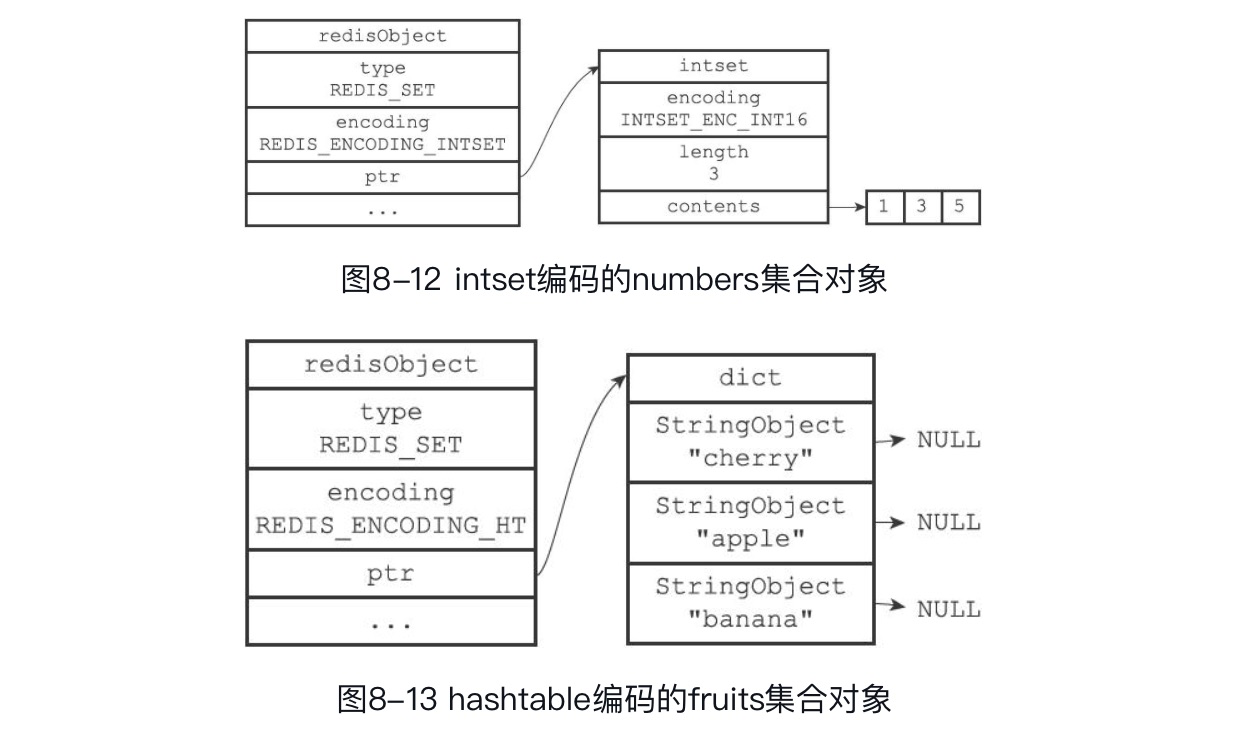 redisObject
type
REDIS_SET
encoding
REDIS_ENCODING_INTSET
ptr
...
intset
encoding
INTSET_ENC_INT16
length
3
contents
1 3 5
图8-12 intset编码的numbers集合对象
redisObject
type
REDIS_SET
encoding
REDIS_ENCODING_HT
ptr
...
dict
StringObject
"cherry"
NULL
StringObject
"apple"
NULL
StringObject
"banana"
NULL
图8-13 hashtable编码的fruits集合对象